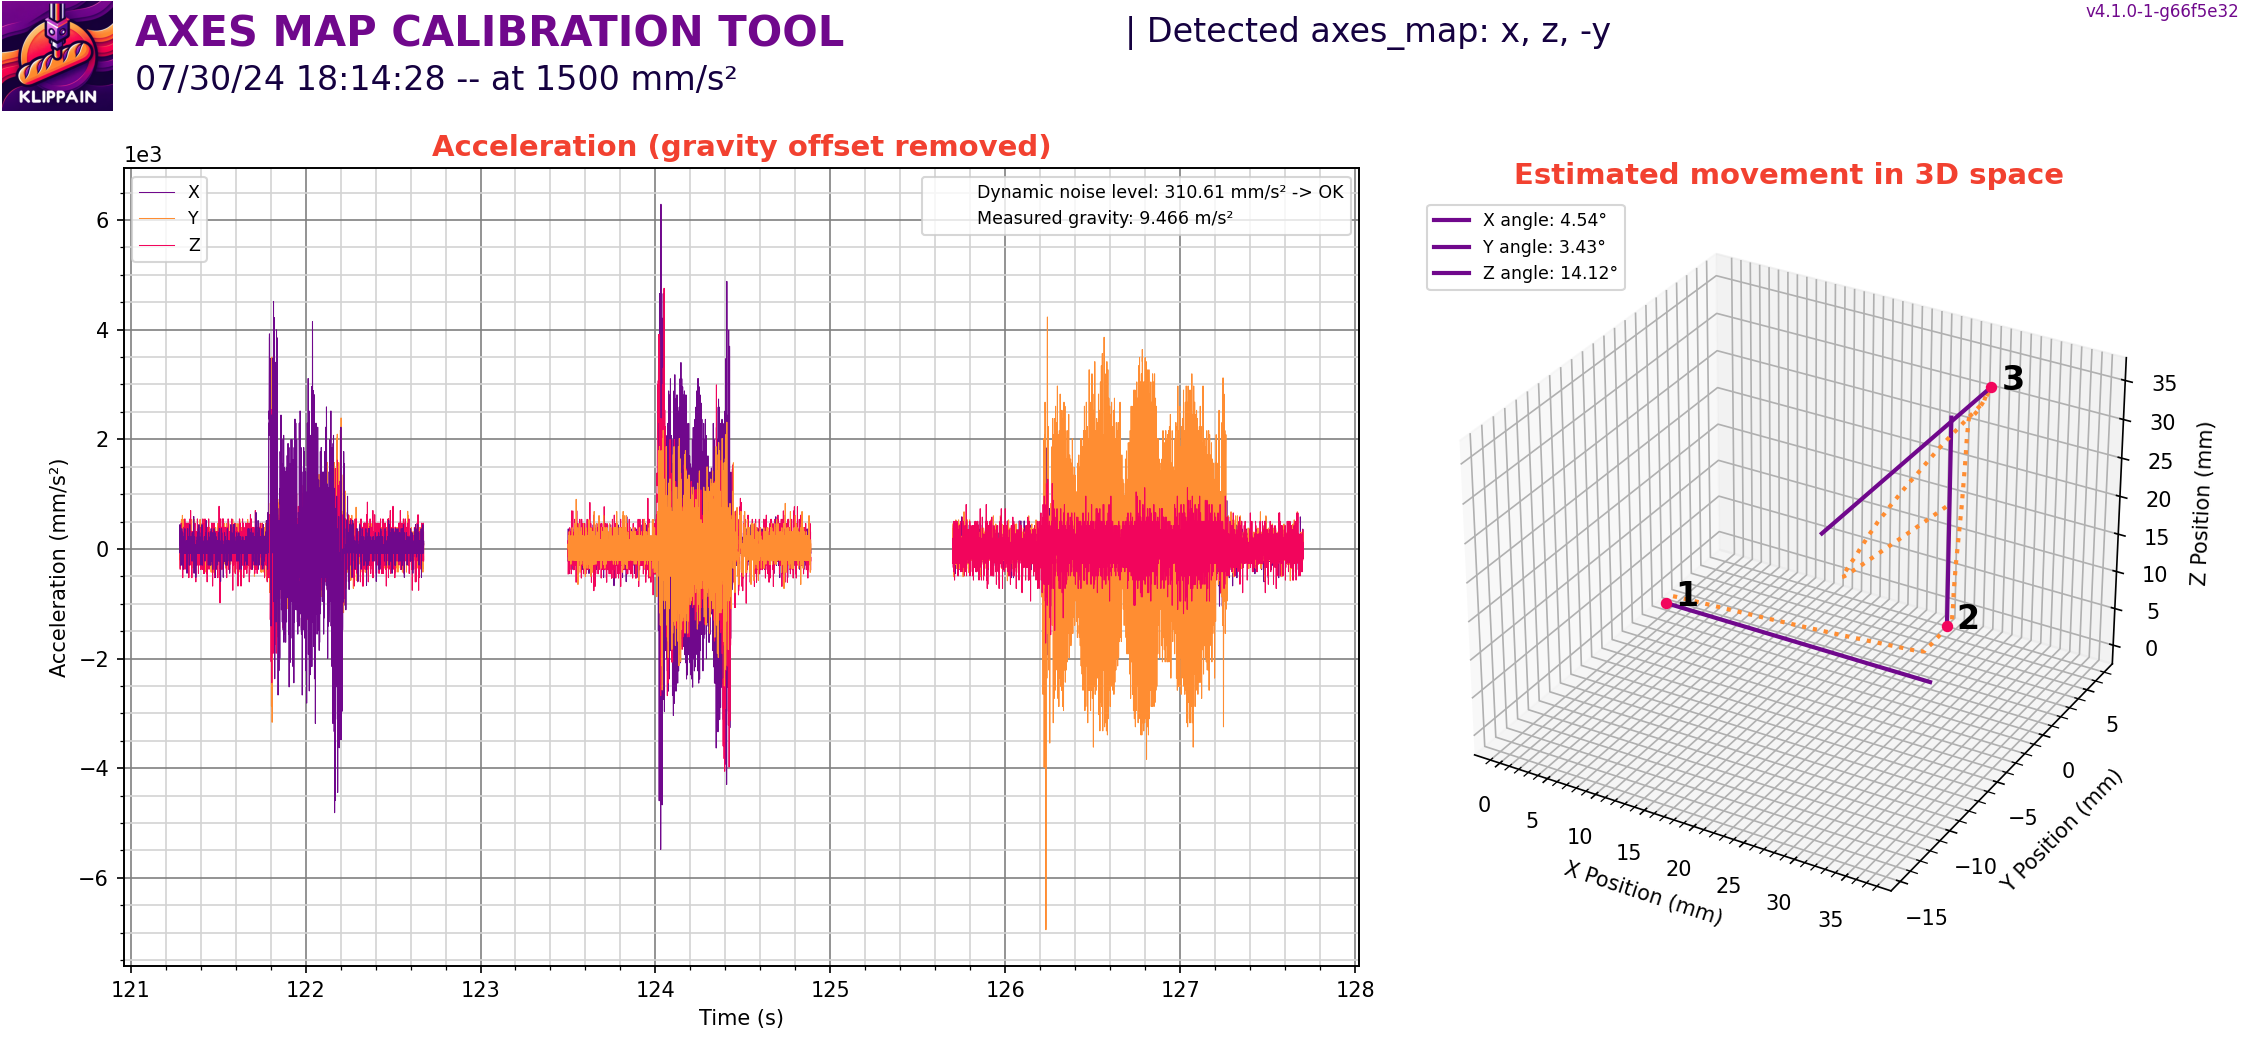 KLIPPAIN
AXES MAP CALIBRATION TOOL
07/30/24 18:14:28 -- at 1500 mm/s²
| Detected axes_map: x, z, -y
v4.1.0-1-g66f5e32
Acceleration (gravity offset removed)
1e3
X
Y
Z
Dynamic noise level: 310.61 mm/s² -> OK
Measured gravity: 9.466 m/s²
Acceleration (mm/s²)
6
4
2
0
−2
−4
−6
121 122 123 124 125 126 127 128
Time (s)
Estimated movement in 3D space
X angle: 4.54°
Y angle: 3.43°
Z angle: 14.12°
1
2
3
0 5 10 15 20 25 30 35
X Position (mm)
−15 −10 −5 0 5
Y Position (mm)
0 5 10 15 20 25 30 35
Z Position (mm)